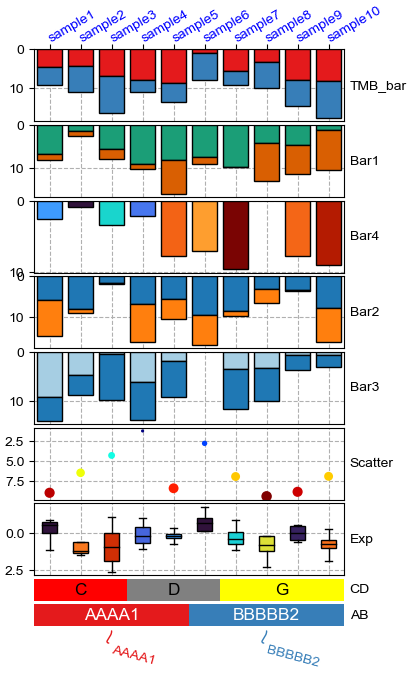 sample1 sample2 sample3 sample4 sample5 sample6 sample7 sample8 sample9 sample10
0
10
TMB_bar
0
10
Bar1
0
10
Bar4
0
10
Bar2
0
10
Bar3
2.5
5.0
7.5
Scatter
0.0
2.5
Exp
C D G CD
AAAA1 BBBBB2 AB
AAAA1 BBBBB2